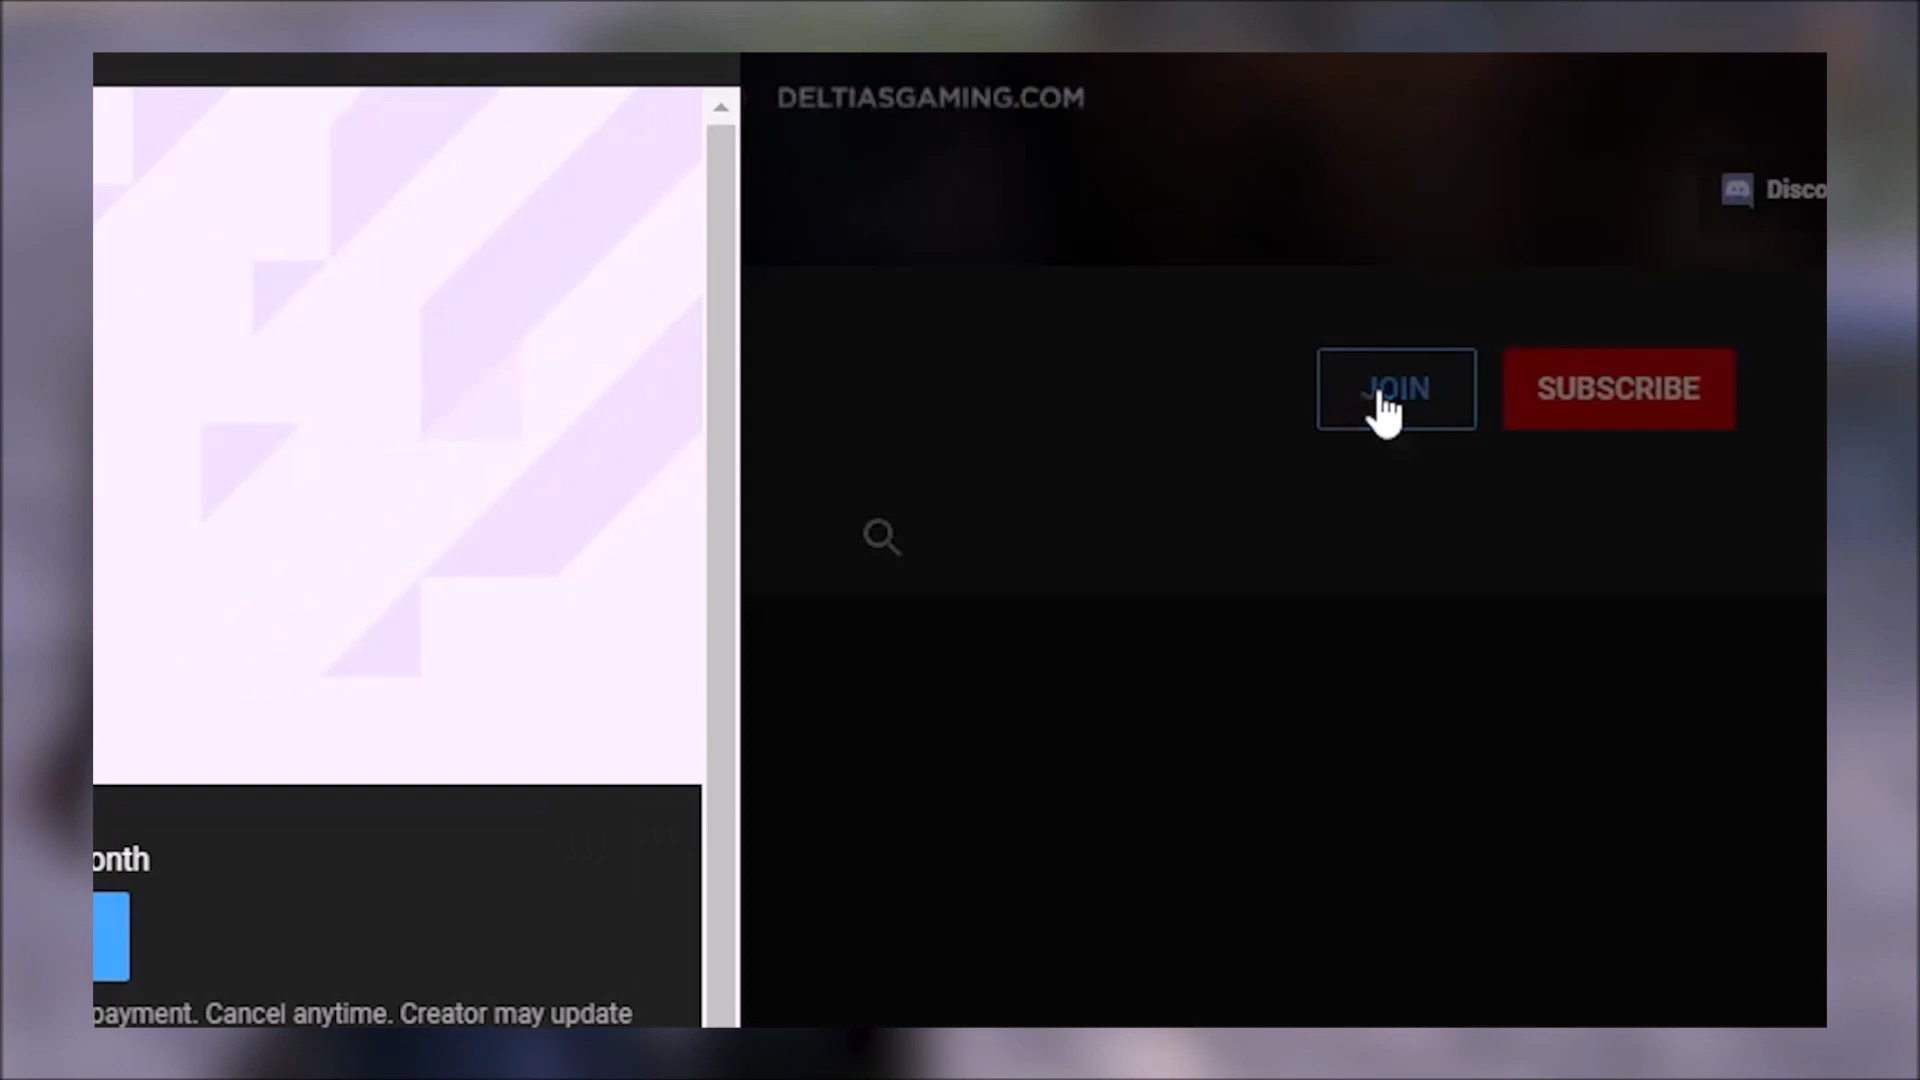 DELTIASGAMING.COM
Disco
JOIN
SUBSCRIBE
onth
payment. Cancel anytime. Creator may update